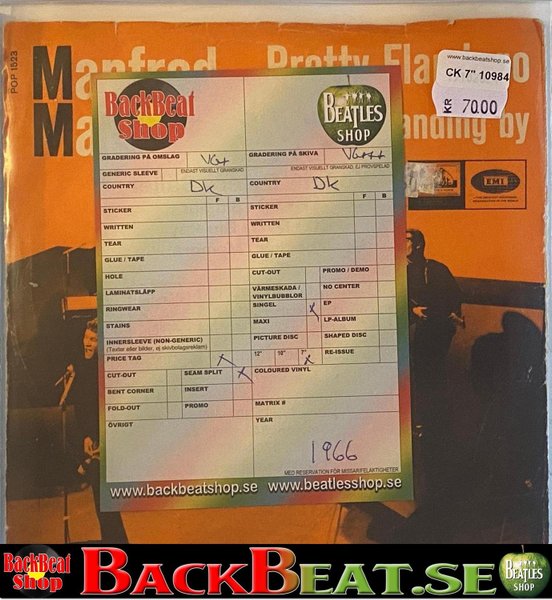 POP 1523
Manfred
Pretty Flamingo
M
anding by
www.backbeatshop.se
CK 7" 10984
KR 70.00
EMI
BackBeat
Shop
BEATLES
SHOP
GRADERING PÅ OMSLAG VG+
GENERIC SLEEVE
ENDAST VISUELLT GRANSKAD
COUNTRY DK
F B
STICKER
WRITTEN
TEAR
GLUE / TAPE
HOLE
LAMINATSLÄPP
RINGWEAR
STAINS
INNERSLEEVE (NON-GENERIC)
(Texter eller bilder, ej skivbolagsreklam)
PRICE TAG x
CUT-OUT SEAM SPLIT x
BENT CORNER INSERT
FOLD-OUT PROMO
ÖVRIGT
GRADERING PÅ SKIVA VG+++
ENDAST VISUELLT GRANSKAD, EJ PROVSPELAD
COUNTRY DK
F B
STICKER
WRITTEN
TEAR
GLUE / TAPE
CUT-OUT PROMO / DEMO
VÄRMESKADA / NO CENTER
VINYLBUBBLOR
SINGEL x EP
MAXI LP-ALBUM
PICTURE DISC SHAPED DISC
12" 10" 7" x RE-ISSUE
COLOURED VINYL
MATRIX #
YEAR
1966
MED RESERVATION FÖR MISSAR/FELAKTIGHETER
www.backbeatshop.se www.beatlesshop.se
BackBeat
Shop
BACKBEAT.SE
BEATLES
SHOP